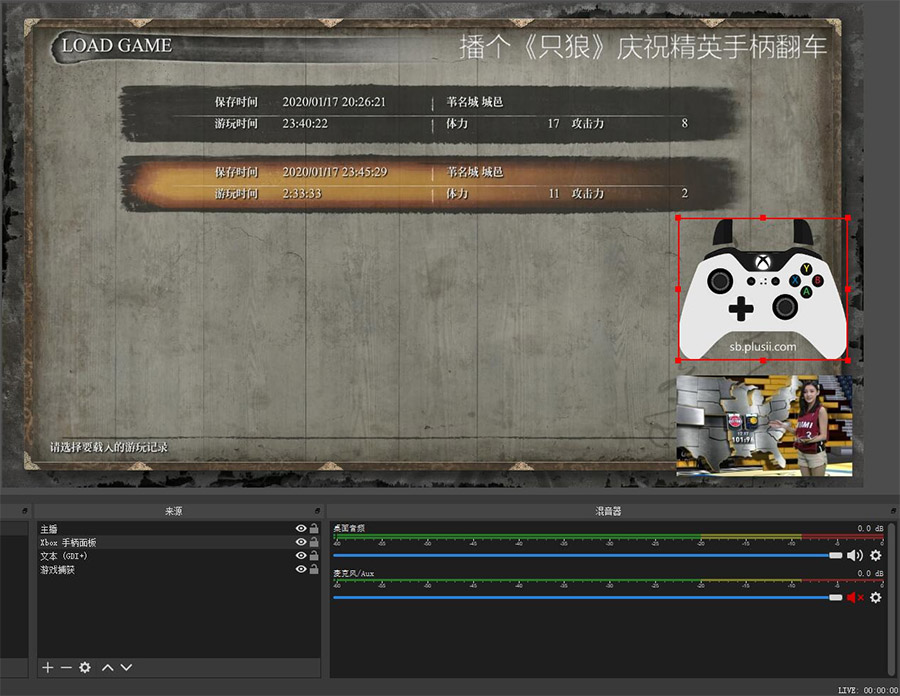 LOAD GAME
播个《只狼》庆祝精英手柄翻车
保存时间 2020/01/17 20:26:21 | 苇名城 城邑
游玩时间 23:40:22 | 体力 17 攻击力 8
保存时间 2020/01/17 23:45:29 | 苇名城 城邑
游玩时间 2:33:33 | 体力 11 攻击力 2
Y
X B
A
sb.plusii.com
101:96
3
请选择要载入的游玩记录
来源
混音器
主播
Xbox 手柄面板
文本 (GDI+)
游戏捕获
桌面音频 0.0 dB
-60 -55 -50 -45 -40 -35 -30 -25 -20 -15 -10 -5 0
麦克风/Aux 0.0 dB
-60 -55 -50 -45 -40 -35 -30 -25 -20 -15 -10 -5 0
LIVE: 00:00:00